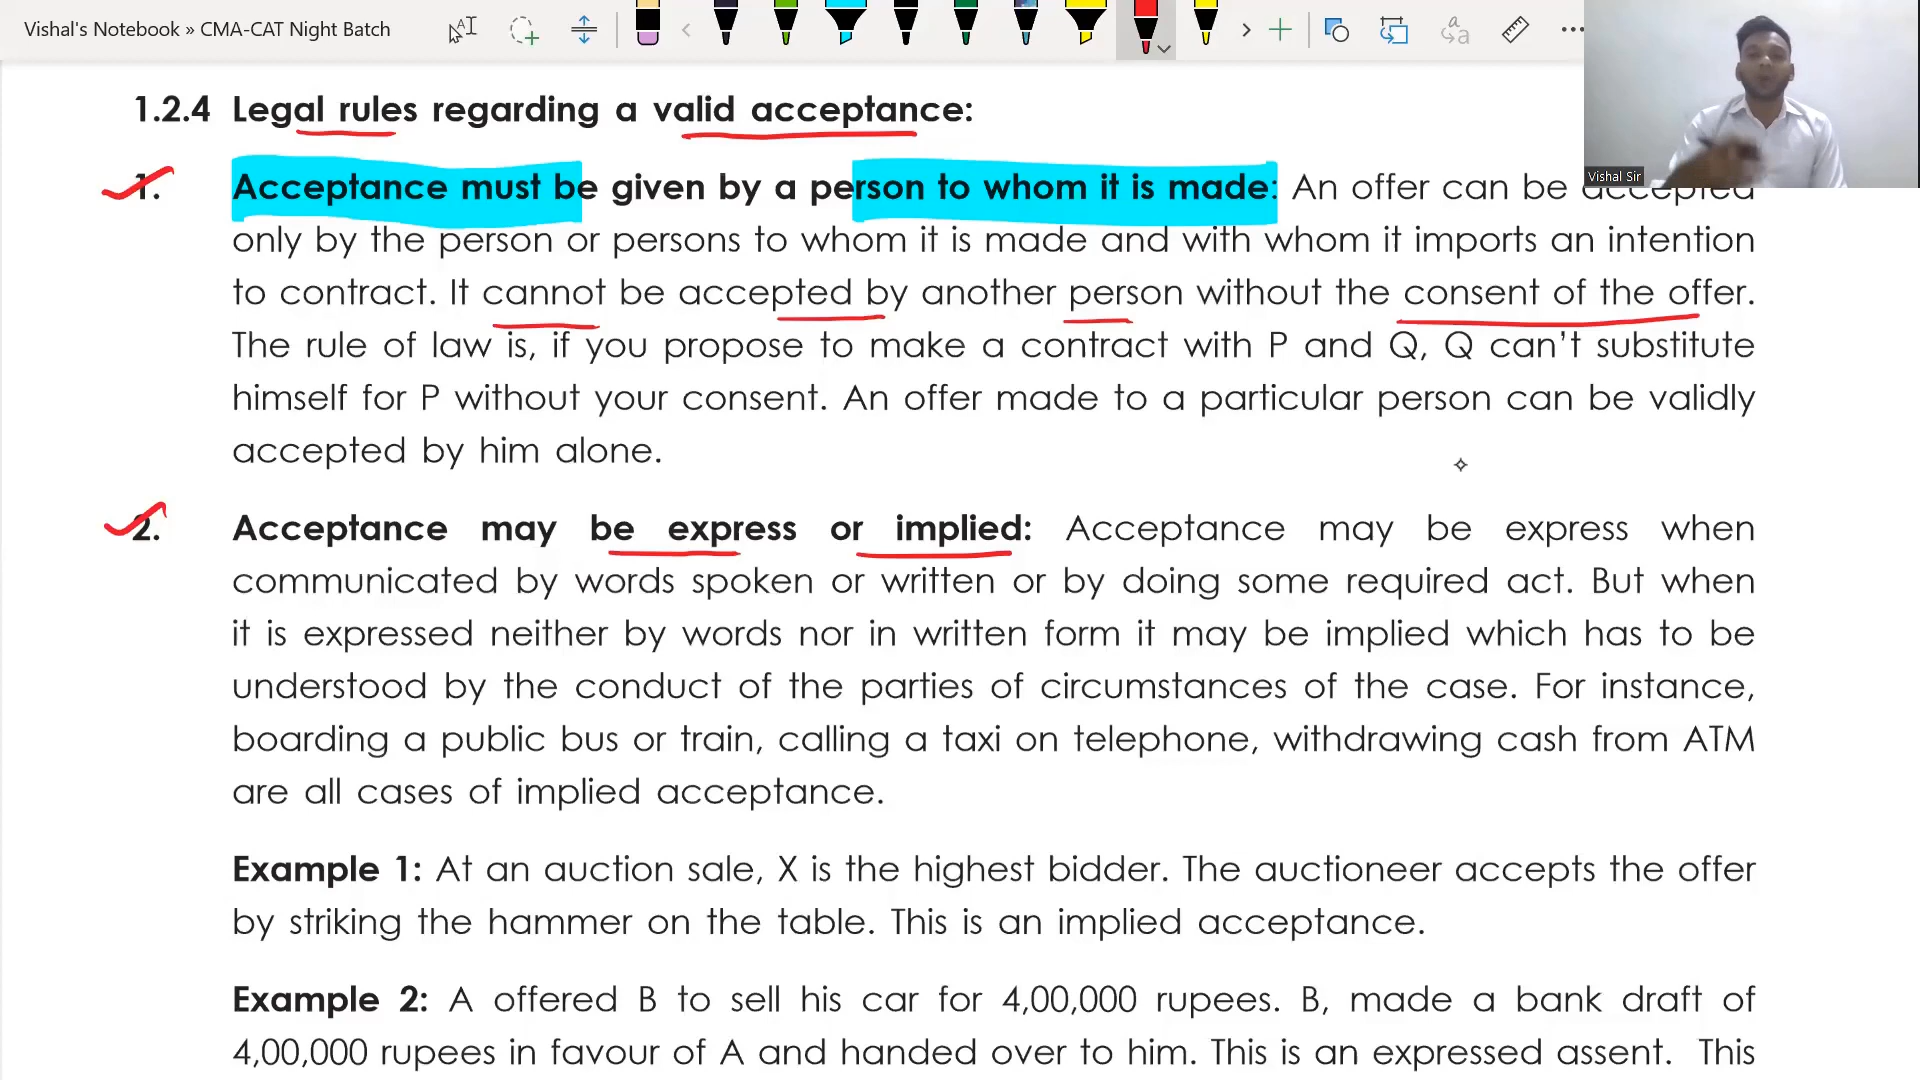 Vishal's Notebook » CMA-CAT Night Batch
Vishal Sir
1.2.4 Legal rules regarding a valid acceptance:
1. Acceptance must be given by a person to whom it is made: An offer can be accepted
only by the person or persons to whom it is made and with whom it imports an intention
to contract. It cannot be accepted by another person without the consent of the offer.
The rule of law is, if you propose to make a contract with P and Q, Q can't substitute
himself for P without your consent. An offer made to a particular person can be validly
accepted by him alone.
2. Acceptance may be express or implied: Acceptance may be express when
communicated by words spoken or written or by doing some required act. But when
it is expressed neither by words nor in written form it may be implied which has to be
understood by the conduct of the parties of circumstances of the case. For instance,
boarding a public bus or train, calling a taxi on telephone, withdrawing cash from ATM
are all cases of implied acceptance.
Example 1: At an auction sale, X is the highest bidder. The auctioneer accepts the offer
by striking the hammer on the table. This is an implied acceptance.
Example 2: A offered B to sell his car for 4,00,000 rupees. B, made a bank draft of
4,00,000 rupees in favour of A and handed over to him. This is an expressed assent. This